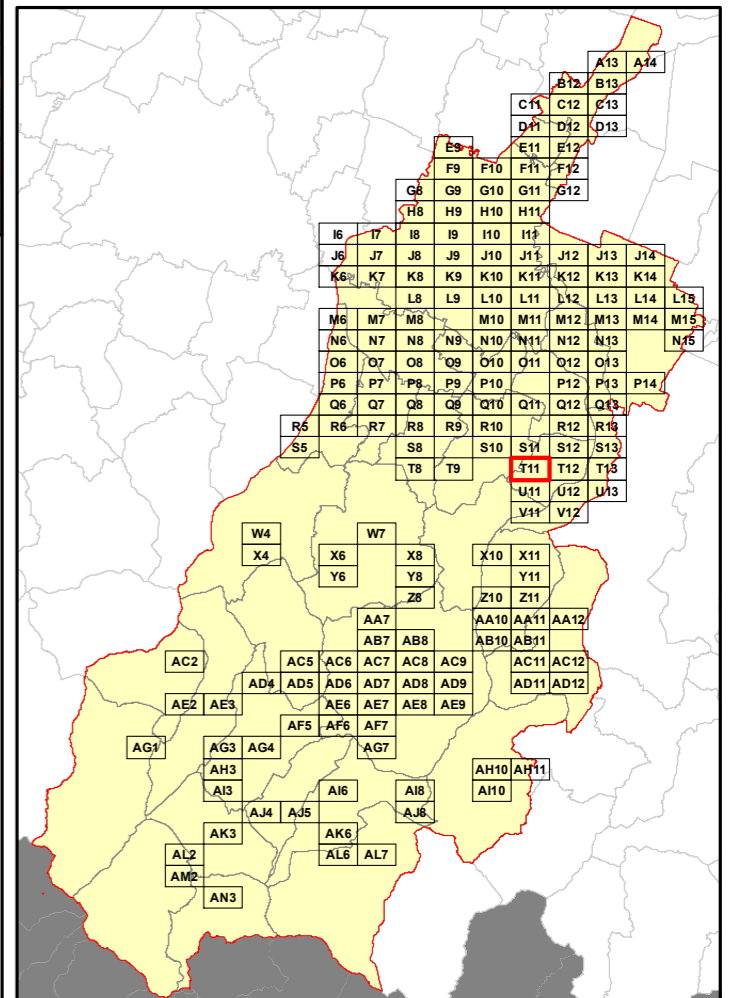 A13 A14
B12 B13
C11 C12 C13
D11 D12 D13
E9 E11 E12
F9 F10 F11 F12
G8 G9 G10 G11 G12
H8 H9 H10 H11
I6 I7 I8 I9 I10 I11
J6 J7 J8 J9 J10 J11 J12 J13 J14
K6 K7 K8 K9 K10 K11 K12 K13 K14
L8 L9 L10 L11 L12 L13 L14 L15
M6 M7 M8 M10 M11 M12 M13 M14 M15
N6 N7 N8 N9 N10 N11 N12 N13 N15
O6 O7 O8 O9 O10 O11 O12 O13
P6 P7 P8 P9 P10 P12 P13 P14
Q6 Q7 Q8 Q9 Q10 Q11 Q12 Q13
R5 R6 R7 R8 R9 R10 R12 R13
S5 S8 S10 S11 S12 S13
T8 T9 T11 T12 T13
U11 U12 U13
V11 V12
W4 W7
X4 X6 X8 X10 X11
Y6 Y8 Y11
Z8 Z10 Z11
AA7 AA10 AA11 AA12
AB7 AB8 AB10 AB11
AC2 AC5 AC6 AC7 AC8 AC9 AC11 AC12
AD4 AD5 AD6 AD7 AD8 AD9 AD11 AD12
AE2 AE3 AE6 AE7 AE8 AE9
AF5 AF6 AF7
AG1 AG3 AG4 AG7
AH3 AH10 AH11
AI3 AI6 AI8 AI10
AJ4 AJ5 AJ8
AK3 AK6
AL2 AL6 AL7
AM2
AN3